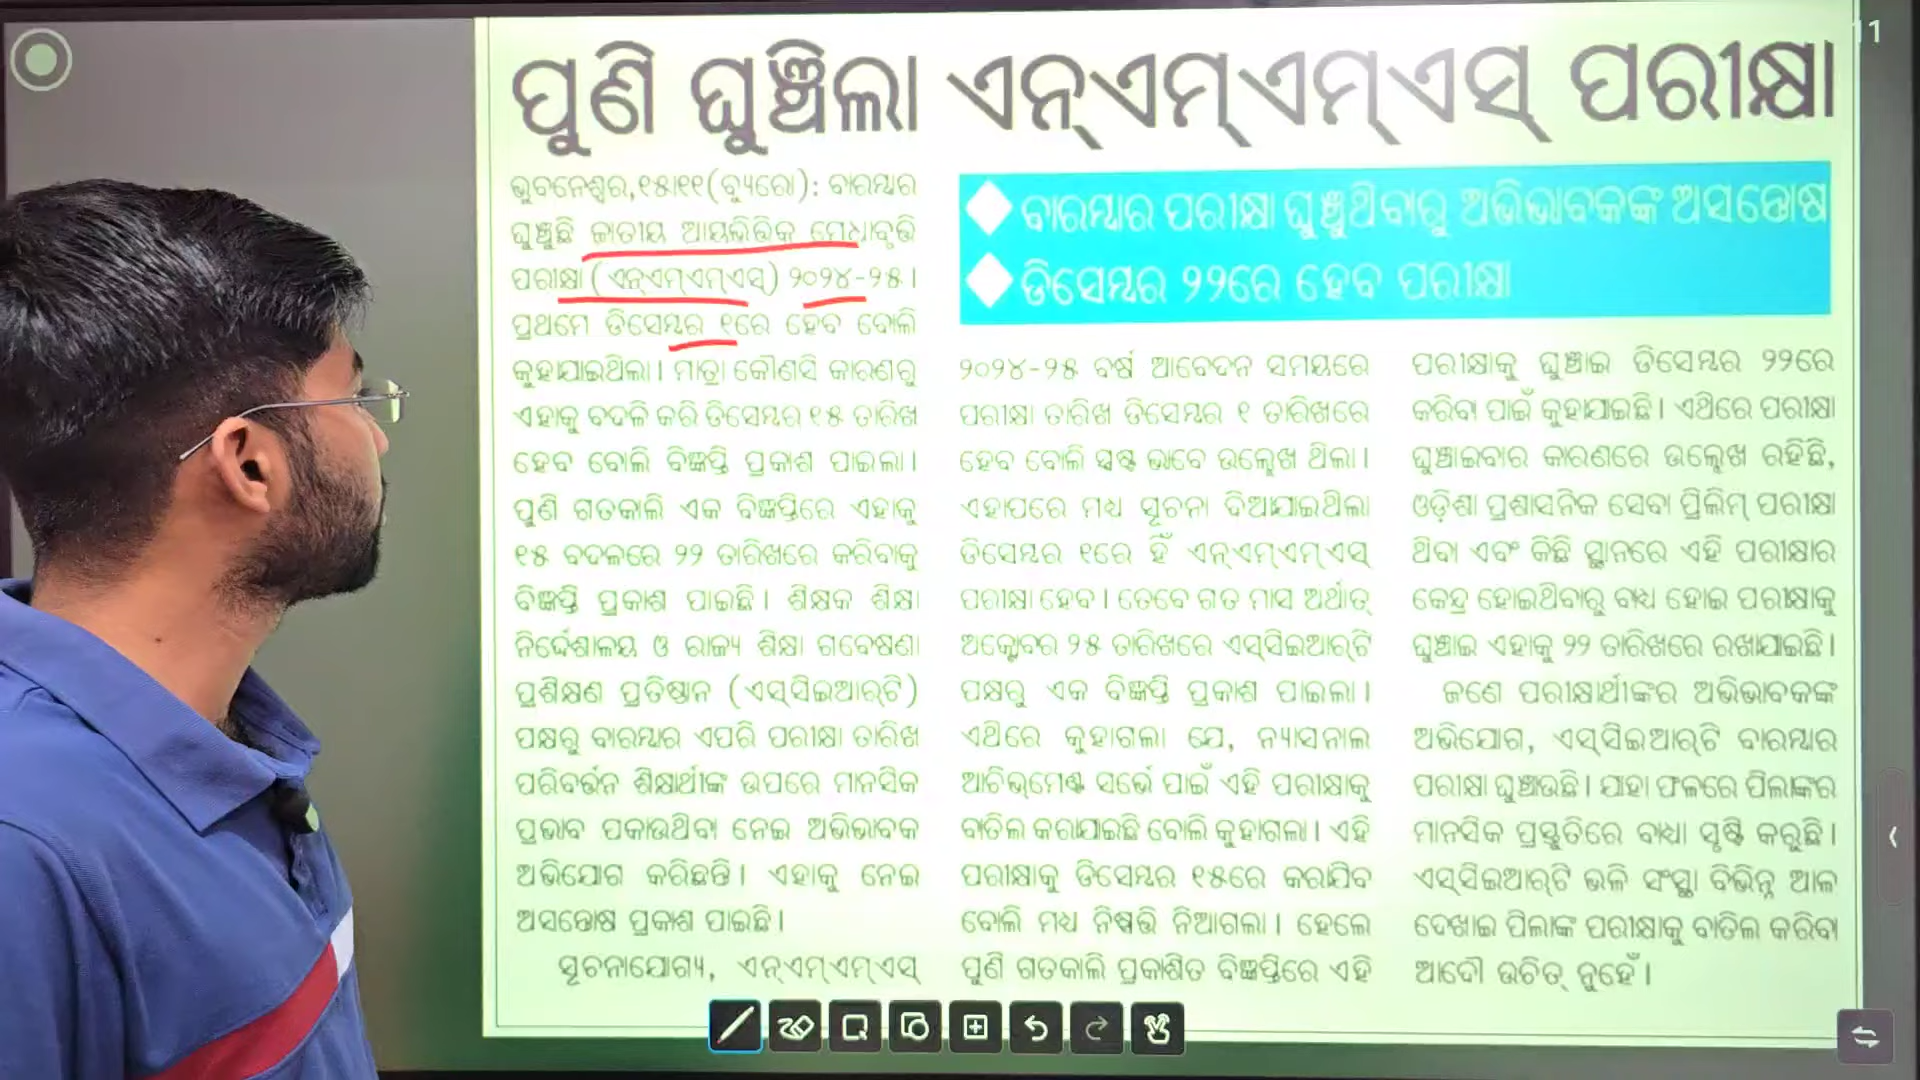 ପୁଣି ଘୁଞ୍ଚିଲା ଏନ୍‌ଏମ୍‌ଏମ୍‌ଏସ୍ ପରୀକ୍ଷା
11
ଭୁବନେଶ୍ୱର,୧୫।୧୧(ବ୍ୟୁରୋ): ବାରମ୍ବାର
ଘୁଞ୍ଚୁଛି ଜାତୀୟ ଆୟଭିତ୍ତିକ ମେଧାବୃତ୍ତି
ପରୀକ୍ଷା (ଏନ୍‌ଏମ୍‌ଏମ୍‌ଏସ୍) ୨୦୨୪-୨୫।
ପ୍ରଥମେ ଡିସେମ୍ବର ୧ରେ ହେବ ବୋଲି
କୁହାଯାଇଥିଲା। ମାତ୍ର କୌଣସି କାରଣରୁ
ଏହାକୁ ବଦଳି କରି ଡିସେମ୍ବର ୧୫ ତାରିଖ
ହେବ ବୋଲି ବିଜ୍ଞପ୍ତି ପ୍ରକାଶ ପାଇଲା।
ପୁଣି ଗତକାଲି ଏକ ବିଜ୍ଞପ୍ତିରେ ଏହାକୁ
୧୫ ବଦଳରେ ୨୨ ତାରିଖରେ କରିବାକୁ
ବିଜ୍ଞପ୍ତି ପ୍ରକାଶ ପାଇଛି। ଶିକ୍ଷକ ଶିକ୍ଷା
ନିର୍ଦ୍ଦେଶାଳୟ ଓ ରାଜ୍ୟ ଶିକ୍ଷା ଗବେଷଣା
ପ୍ରଶିକ୍ଷଣ ପ୍ରତିଷ୍ଠାନ (ଏସ୍‌ସିଇଆର୍‌ଟି)
ପକ୍ଷରୁ ବାରମ୍ବାର ଏପରି ପରୀକ୍ଷା ତାରିଖ
ପରିବର୍ତ୍ତନ ଶିକ୍ଷାର୍ଥୀଙ୍କ ଉପରେ ମାନସିକ
ପ୍ରଭାବ ପକାଉଥିବା ନେଇ ଅଭିଭାବକ
ଅଭିଯୋଗ କରିଛନ୍ତି। ଏହାକୁ ନେଇ
ଅସନ୍ତୋଷ ପ୍ରକାଶ ପାଇଛି।
ସୂଚନାଯୋଗ୍ୟ, ଏନ୍‌ଏମ୍‌ଏମ୍‌ଏସ୍
ବାରମ୍ବାର ପରୀକ୍ଷା ଘୁଞ୍ଚୁଥିବାରୁ ଅଭିଭାବକଙ୍କ ଅସନ୍ତୋଷ
ଡିସେମ୍ବର ୨୨ରେ ହେବ ପରୀକ୍ଷା
୨୦୨୪-୨୫ ବର୍ଷ ଆବେଦନ ସମୟରେ
ପରୀକ୍ଷା ତାରିଖ ଡିସେମ୍ବର ୧ ତାରିଖରେ
ହେବ ବୋଲି ସ୍ପଷ୍ଟ ଭାବେ ଉଲ୍ଲେଖ ଥିଲା।
ଏହାପରେ ମଧ୍ୟ ସୂଚନା ଦିଆଯାଇଥିଲା
ଡିସେମ୍ବର ୧ରେ ହିଁ ଏନ୍‌ଏମ୍‌ଏମ୍‌ଏସ୍
ପରୀକ୍ଷା ହେବ। ତେବେ ଗତ ମାସ ଅର୍ଥାତ୍
ଅକ୍ଟୋବର ୨୫ ତାରିଖରେ ଏସ୍‌ସିଇଆର୍‌ଟି
ପକ୍ଷରୁ ଏକ ବିଜ୍ଞପ୍ତି ପ୍ରକାଶ ପାଇଲା।
ଏଥିରେ କୁହାଗଲା ଯେ, ନ୍ୟାସନାଲ
ଆଚିଭ୍‌ମେଣ୍ଟ ସର୍ଭେ ପାଇଁ ଏହି ପରୀକ୍ଷାକୁ
ବାତିଲ କରାଯାଇଛି ବୋଲି କୁହାଗଲା। ଏହି
ପରୀକ୍ଷାକୁ ଡିସେମ୍ବର ୧୫ରେ କରାଯିବ
ବୋଲି ମଧ୍ୟ ନିଷ୍ପତ୍ତି ନିଆଗଲା। ହେଲେ
ପୁଣି ଗତକାଲି ପ୍ରକାଶିତ ବିଜ୍ଞପ୍ତିରେ ଏହି
ପରୀକ୍ଷାକୁ ଘୁଞ୍ଚାଇ ଡିସେମ୍ବର ୨୨ରେ
କରିବା ପାଇଁ କୁହାଯାଇଛି। ଏଥିରେ ପରୀକ୍ଷା
ଘୁଞ୍ଚାଇବାର କାରଣରେ ଉଲ୍ଲେଖ ରହିଛି,
ଓଡ଼ିଶା ପ୍ରଶାସନିକ ସେବା ପ୍ରିଲିମ୍ ପରୀକ୍ଷା
ଥିବା ଏବଂ କିଛି ସ୍ଥାନରେ ଏହି ପରୀକ୍ଷାର
କେନ୍ଦ୍ର ହୋଇଥିବାରୁ ବାଧ୍ୟ ହୋଇ ପରୀକ୍ଷାକୁ
ଘୁଞ୍ଚାଇ ଏହାକୁ ୨୨ ତାରିଖରେ ରଖାଯାଇଛି।
ଜଣେ ପରୀକ୍ଷାର୍ଥୀଙ୍କର ଅଭିଭାବକଙ୍କ
ଅଭିଯୋଗ, ଏସ୍‌ସିଇଆର୍‌ଟି ବାରମ୍ବାର
ପରୀକ୍ଷା ଘୁଞ୍ଚାଉଛି। ଯାହା ଫଳରେ ପିଲାଙ୍କର
ମାନସିକ ପ୍ରସ୍ତୁତିରେ ବାଧା ସୃଷ୍ଟି କରୁଛି।
ଏସ୍‌ସିଇଆର୍‌ଟି ଭଳି ସଂସ୍ଥା ବିଭିନ୍ନ ଆଳ
ଦେଖାଇ ପିଲାଙ୍କ ପରୀକ୍ଷାକୁ ବାତିଲ କରିବା
ଆଦୌ ଉଚିତ୍ ନୁହେଁ।